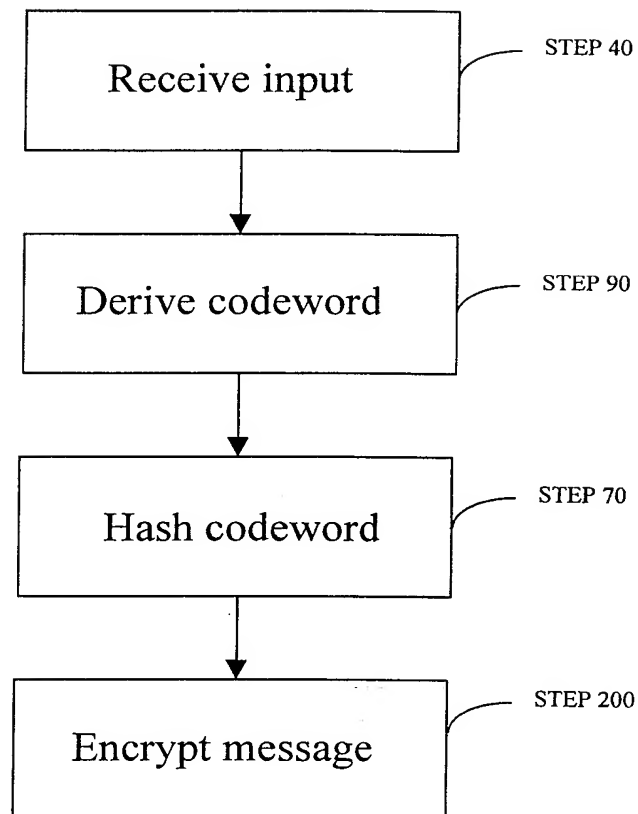 Receive input
STEP 40
Derive codeword
STEP 90
Hash codeword
STEP 70
Encrypt message
STEP 200